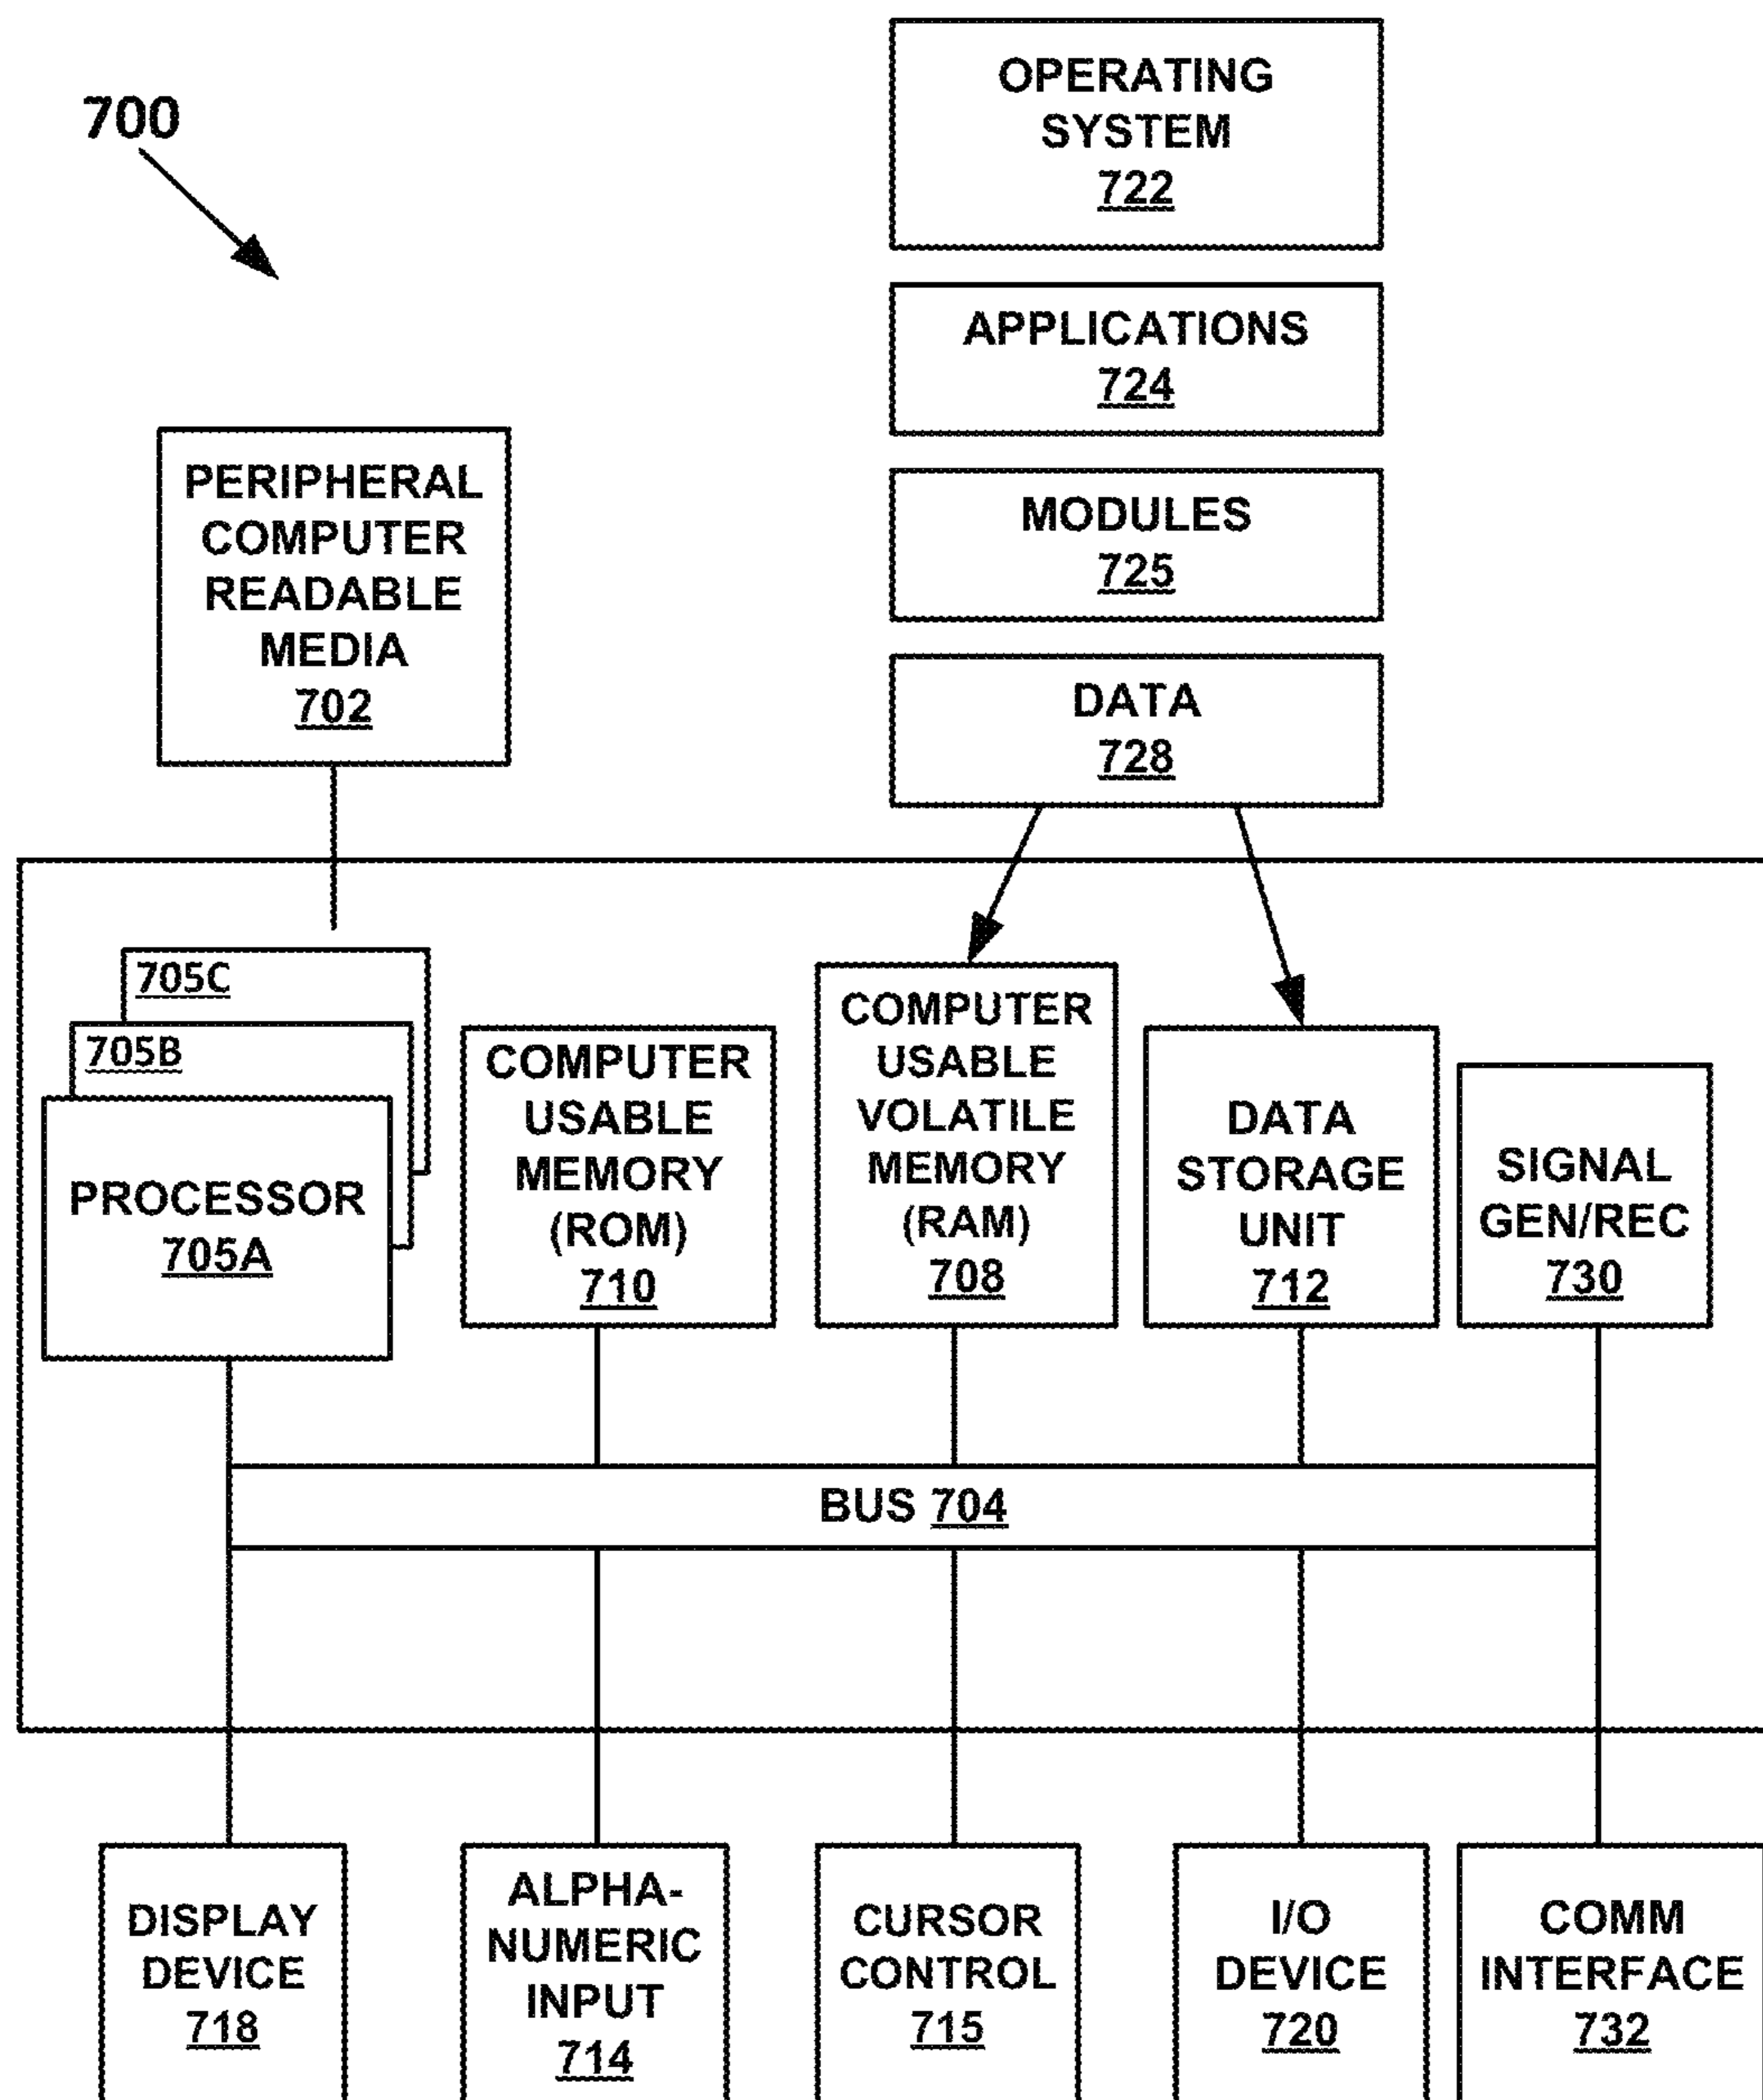 700
OPERATING
SYSTEM
722
APPLICATIONS
724
MODULES
725
DATA
728
PERIPHERAL
COMPUTER
READABLE
MEDIA
702
705C
705B
PROCESSOR
705A
COMPUTER
USABLE
MEMORY
(ROM)
710
COMPUTER
USABLE
VOLATILE
MEMORY
(RAM)
708
DATA
STORAGE
UNIT
712
SIGNAL
GEN/REC
730
BUS 704
DISPLAY
DEVICE
718
ALPHA-
NUMERIC
INPUT
714
CURSOR
CONTROL
715
I/O
DEVICE
720
COMM
INTERFACE
732